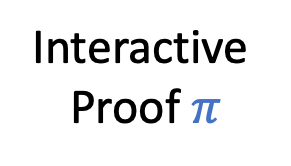 Interactive
Proof π